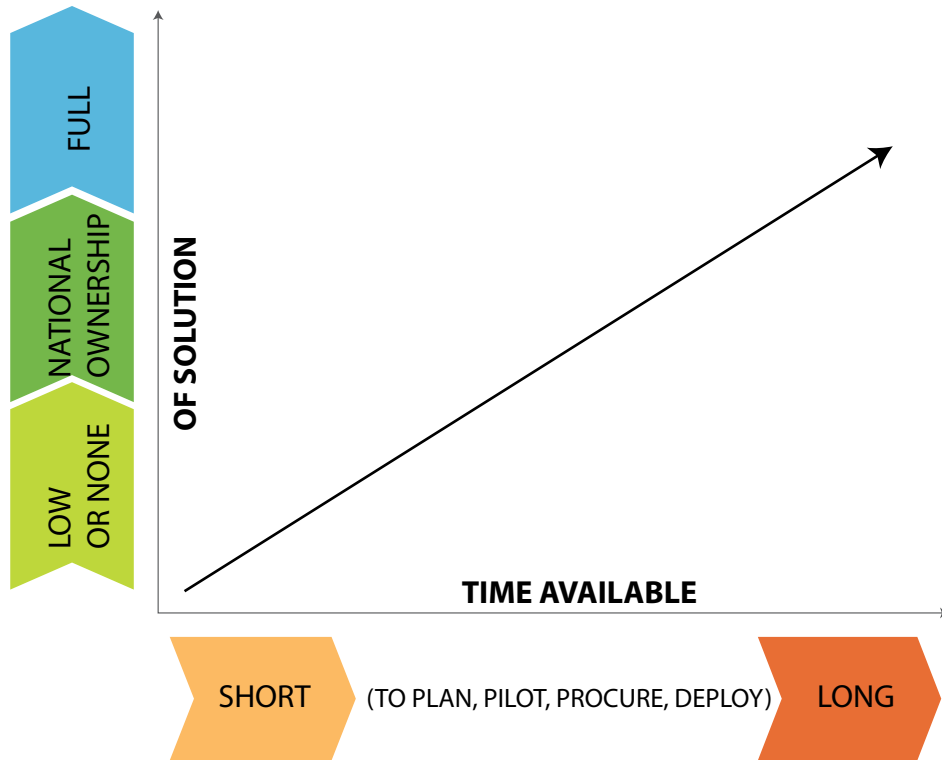 FULL
NATIONAL
OWNERSHIP
LOW
OR NONE
OF SOLUTION
TIME AVAILABLE
SHORT
(TO PLAN, PILOT, PROCURE, DEPLOY)
LONG